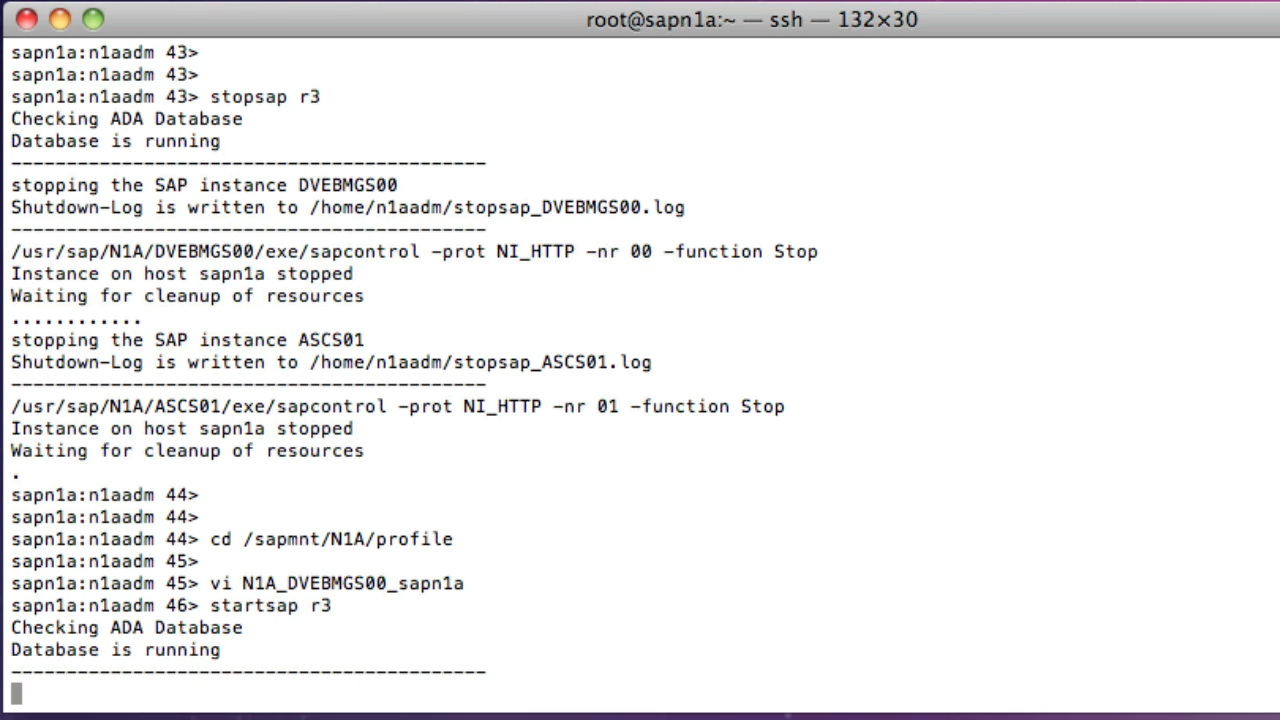 root@sapn1a:~ — ssh — 132×30
sapn1a:n1aadm 43>
sapn1a:n1aadm 43>
sapn1a:n1aadm 43> stopsap r3
Checking ADA Database
Database is running
-------------------------------------------
stopping the SAP instance DVEBMGS00
Shutdown-Log is written to /home/n1aadm/stopsap_DVEBMGS00.log
-------------------------------------------
/usr/sap/N1A/DVEBMGS00/exe/sapcontrol -prot NI_HTTP -nr 00 -function Stop
Instance on host sapn1a stopped
Waiting for cleanup of resources
............
stopping the SAP instance ASCS01
Shutdown-Log is written to /home/n1aadm/stopsap_ASCS01.log
-------------------------------------------
/usr/sap/N1A/ASCS01/exe/sapcontrol -prot NI_HTTP -nr 01 -function Stop
Instance on host sapn1a stopped
Waiting for cleanup of resources
.
sapn1a:n1aadm 44>
sapn1a:n1aadm 44>
sapn1a:n1aadm 44> cd /sapmnt/N1A/profile
sapn1a:n1aadm 45>
sapn1a:n1aadm 45> vi N1A_DVEBMGS00_sapn1a
sapn1a:n1aadm 46> startsap r3
Checking ADA Database
Database is running
-------------------------------------------